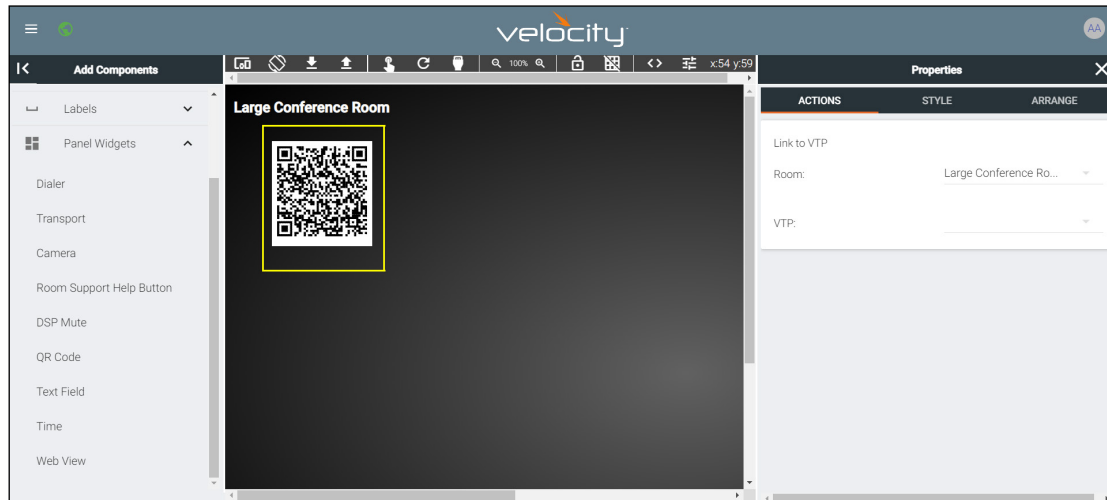 velocity
AA
Add Components
100%
x:54 y:59
Properties
Labels
Panel Widgets
Dialer
Transport
Camera
Room Support Help Button
DSP Mute
QR Code
Text Field
Time
Web View
Large Conference Room
ACTIONS STYLE ARRANGE
Link to VTP
Room: Large Conference Ro...
VTP: